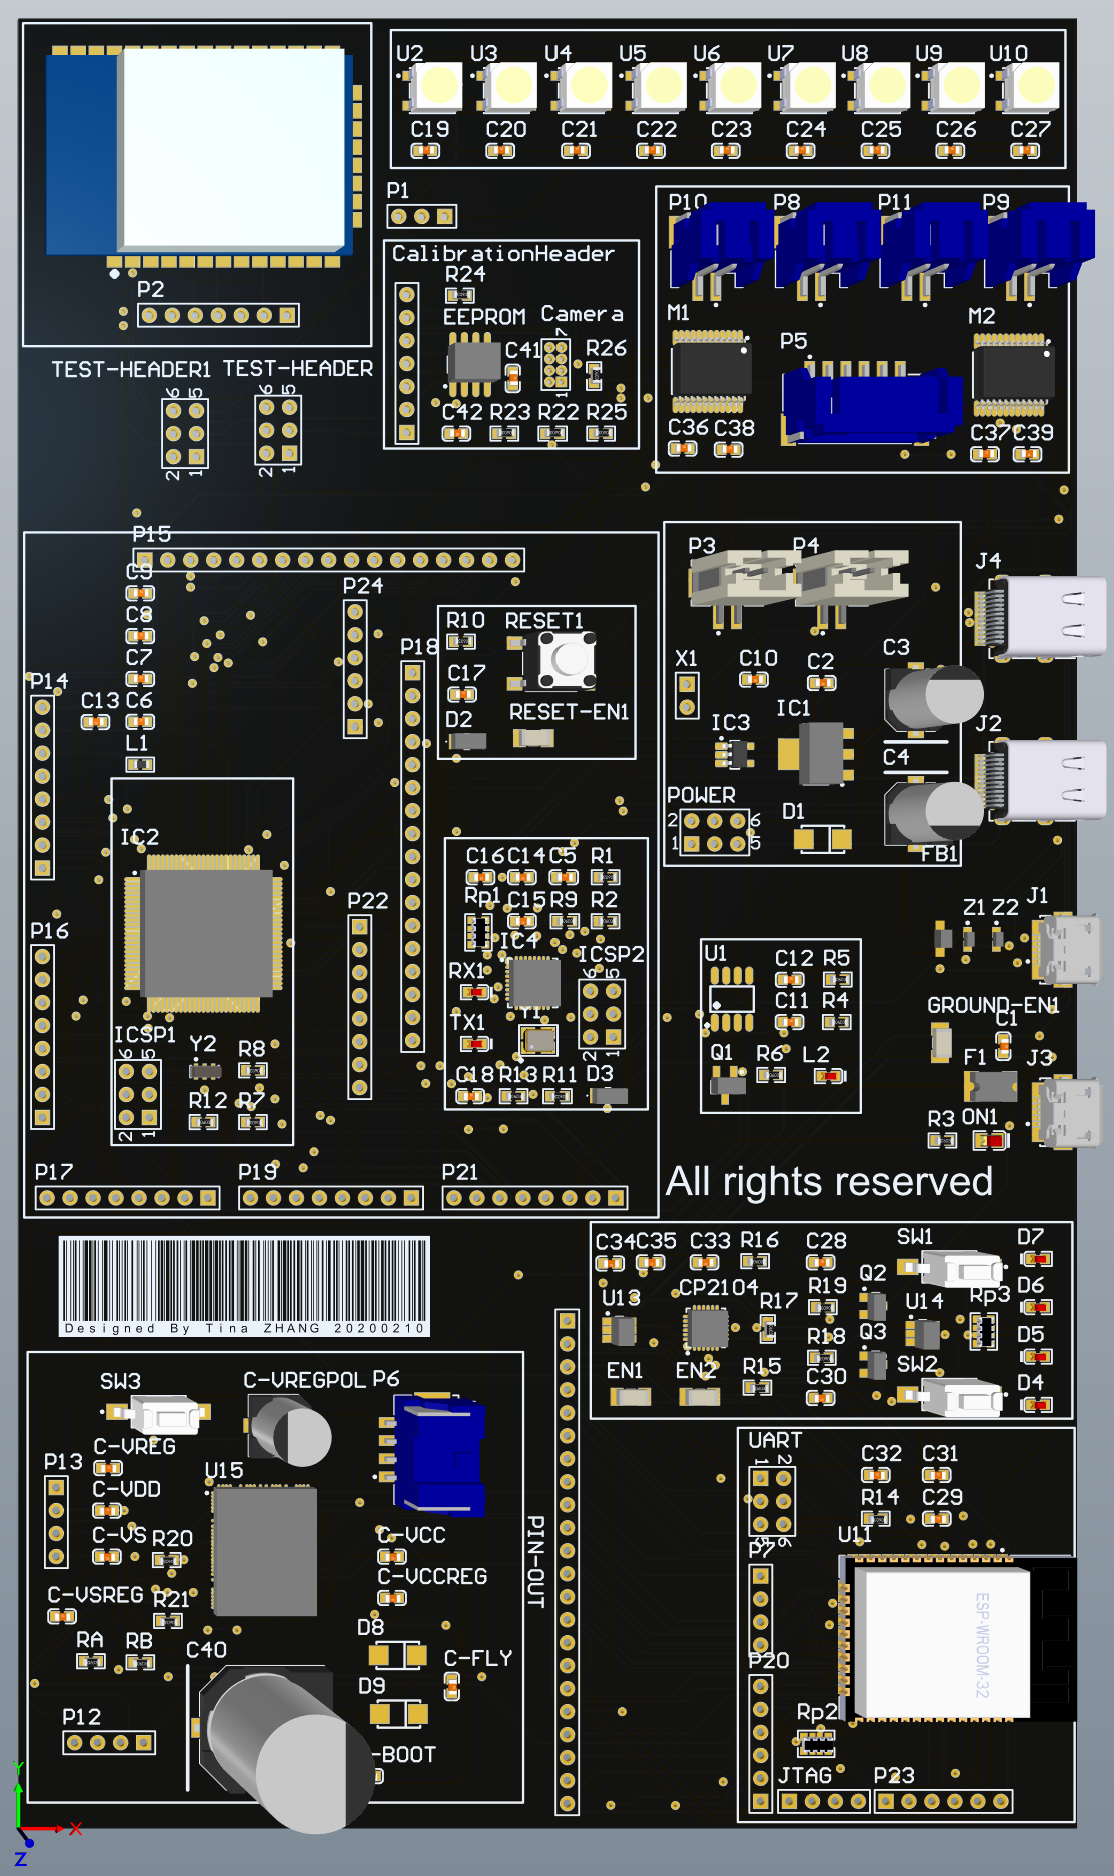 U2 U3 U4 U5 U6 U7 U8 U9 U10
C19 C20 C21 C22 C23 C24 C25 C26 C27
P1
P2
CalibrationHeader
R24
EEPROM Camera
C41 7 R26
1
C42 R23 R22 R25
P10 P8 P11 P9
M1 M2
P5
C36 C38 C37 C39
TEST-HEADER1 TEST-HEADER
6 5 6 5
2 1 2 1
P15
C9
C8
C7
P14
C13 C6
L1
P24
P18
R10 RESET1
C17
D2 RESET-EN1
P3 P4
J4
X1 C10 C2 C3
IC3 IC1 J2
C4
POWER
2 6
1 5
D1
FB1
IC2
P16
P22
C16 C14 C5 R1
Rp1 C15 R9 R2
IC4 ICSP2
6 5
RX1
TX1 Y1
2 1
C18 R13 R11 D3
ICSP1 Y2 R8
6 5
R12 R7
2 1
P17 P19 P21
U1 C12 R5
C11 R4
Q1 R6 L2
J1
Z1 Z2
GROUND-EN1
C1
F1 J3
R3 ON1
All rights reserved
Designed By Tina ZHANG 20200210
C34 C35 C33 R16 C28 SW1 D7
CP2104 Q2 D6
U13 R17 R19 U14 Rp3
R18 Q3 D5
EN1 EN2 R15 C30 SW2 D4
SW3 C-VREGPOL P6
C-VREG
P13 U15
C-VDD
C-VS R20 C-VCC
C-VCCREG
C-VSREG R21
RA RB C40 D8
C-FLY
D9
P12
-BOOT
PIN-OUT
UART
1 2
C32 C31
R14 C29
5 6
P7 U11
ESP-WROOM-32
P20
Rp2
JTAG P23
Y
X
Z